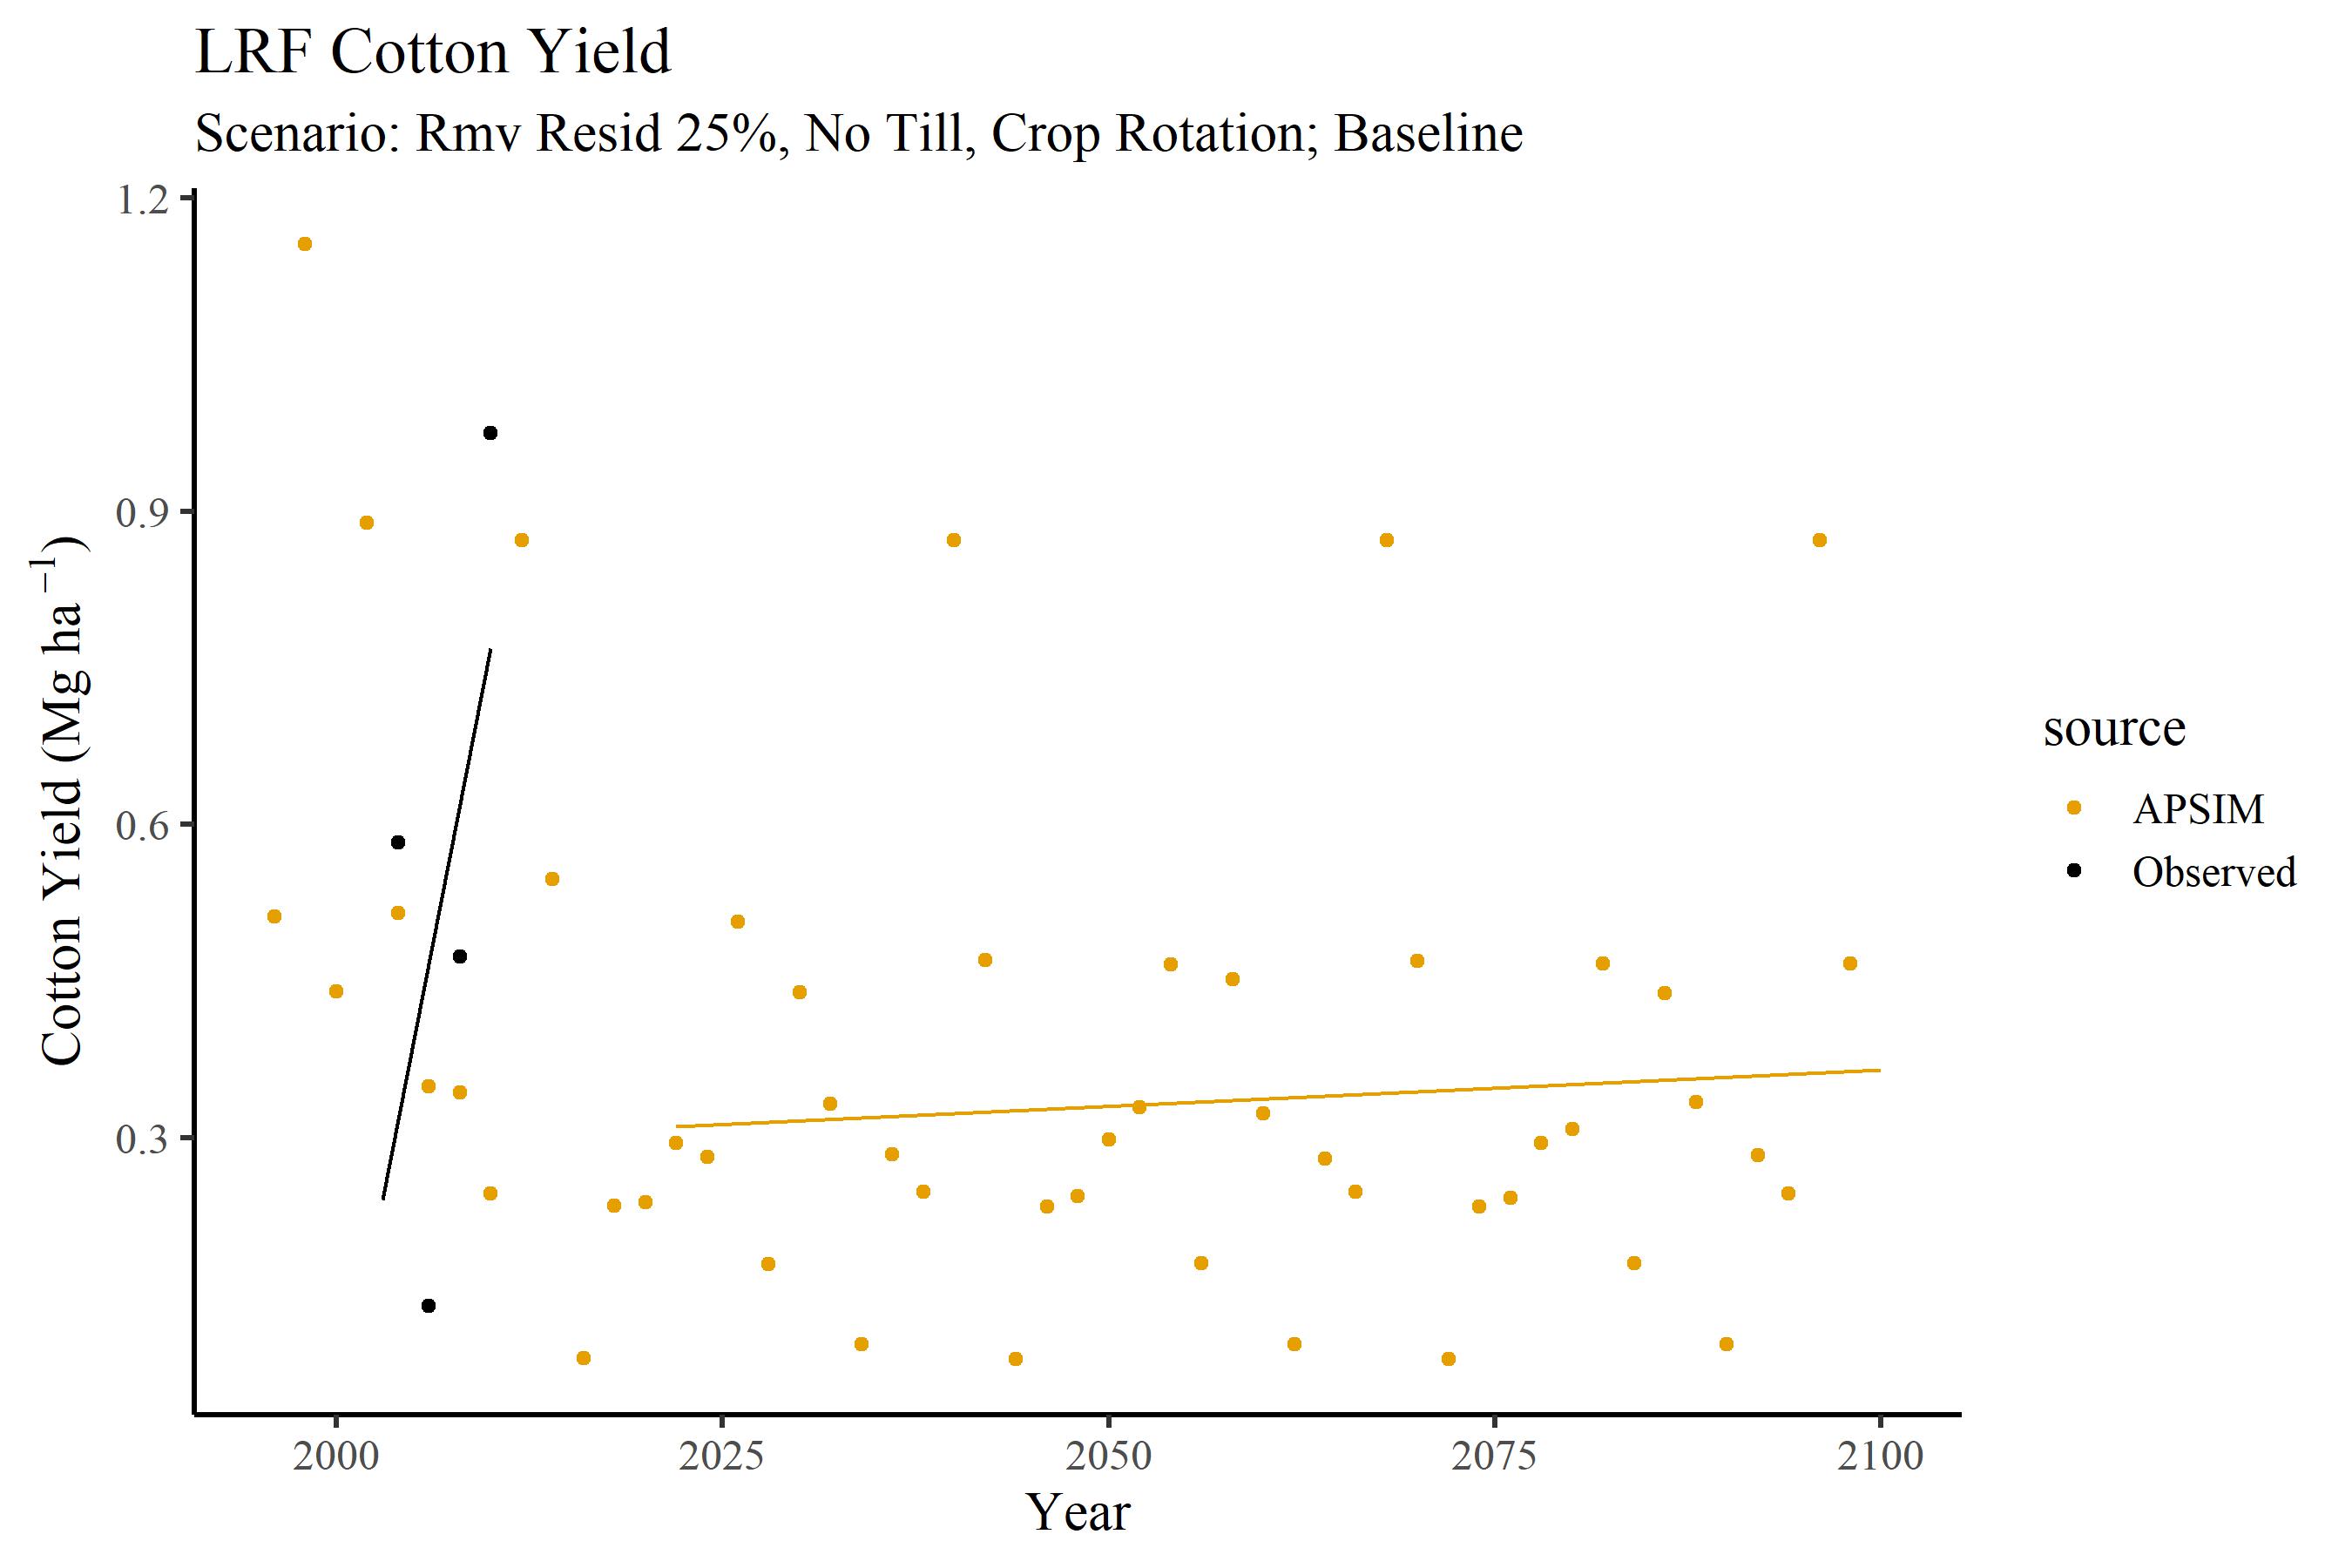 LRF Cotton Yield
Scenario: Rmv Resid 25%, No Till, Crop Rotation; Baseline
Cotton Yield (Mg ha⁻¹)
1.2
0.9
0.6
0.3
2000 2025 2050 2075 2100
Year
source
APSIM
Observed